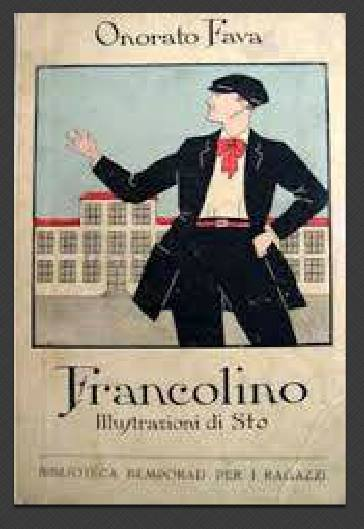 Onorato Fava
Francolino
Illustrazioni di Sto
BIBLIOTECA BEMPORAD PER I RAGAZZI